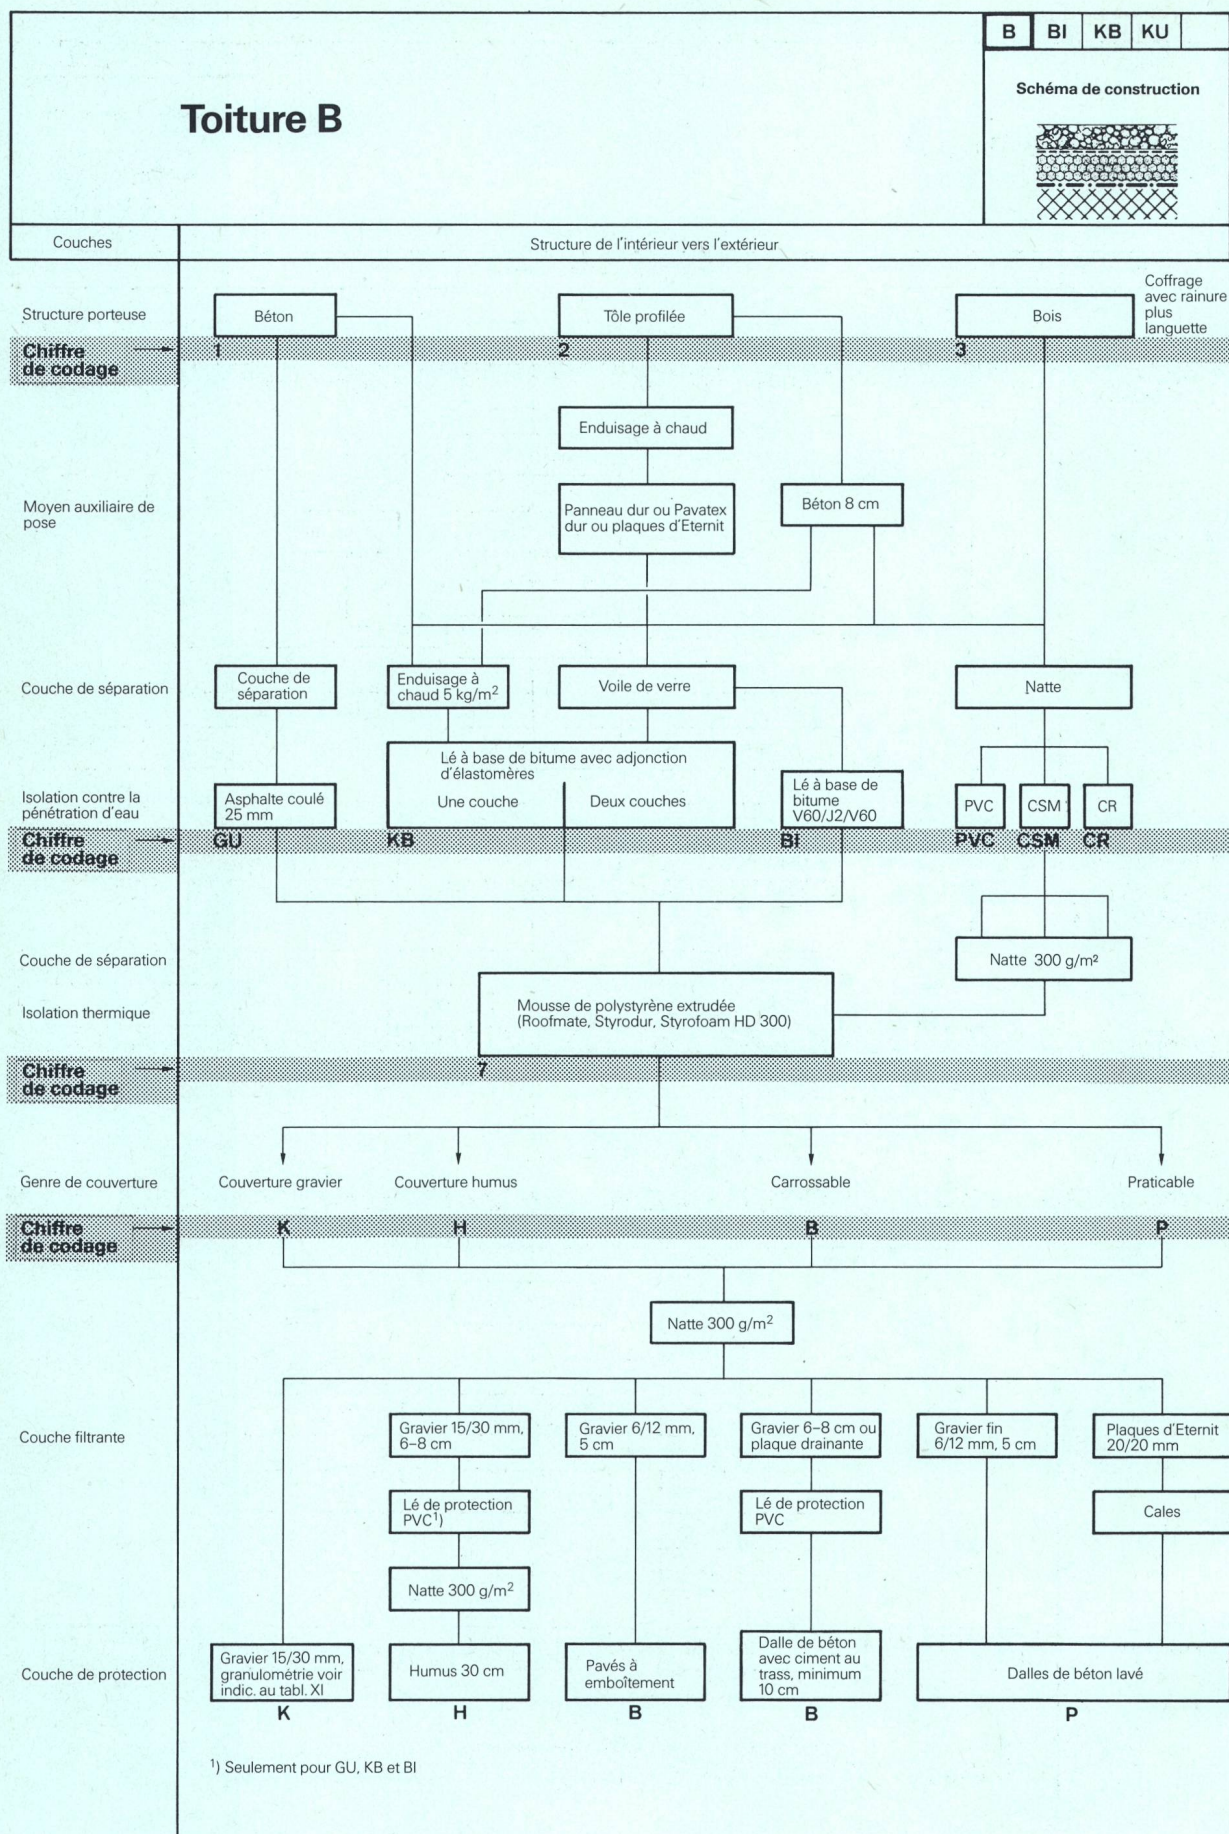 B BI KB KU
Toiture B
Schéma de construction
Couches
Structure de l'intérieur vers l'extérieur
Structure porteuse
Béton
Tôle profilée
Bois
Coffrage
avec rainure
plus
languette
Chiffre
de codage
1
2
3
Enduisage à chaud
Moyen auxiliaire de
pose
Panneau dur ou Pavatex
dur ou plaques d'Eternit
Béton 8 cm
Couche de séparation
Couche de
séparation
Enduisage à
chaud 5 kg/m²
Voile de verre
Natte
Lé à base de bitume avec adjonction
d'élastomères
Une couche
Deux couches
Isolation contre la
pénétration d'eau
Asphalte coulé
25 mm
Lé à base de
bitume
V60/J2/V60
PVC
CSM
CR
Chiffre
de codage
GU
KB
BI
PVC
CSM
CR
Couche de séparation
Natte 300 g/m²
Isolation thermique
Mousse de polystyrène extrudée
(Roofmate, Styrodur, Styrofoam HD 300)
Chiffre
de codage
7
Genre de couverture
Couverture gravier
Couverture humus
Carrossable
Praticable
Chiffre
de codage
K
H
B
P
Natte 300 g/m²
Couche filtrante
Gravier 15/30 mm,
6–8 cm
Gravier 6/12 mm,
5 cm
Gravier 6–8 cm ou
plaque drainante
Gravier fin
6/12 mm, 5 cm
Plaques d'Eternit
20/20 mm
Lé de protection
PVC¹)
Lé de protection
PVC
Cales
Natte 300 g/m²
Couche de protection
Gravier 15/30 mm,
granulométrie voir
indic. au tabl. XI
Humus 30 cm
Pavés à
emboîtement
Dalle de béton
avec ciment au
trass, minimum
10 cm
Dalles de béton lavé
K
H
B
B
P
¹) Seulement pour GU, KB et BI